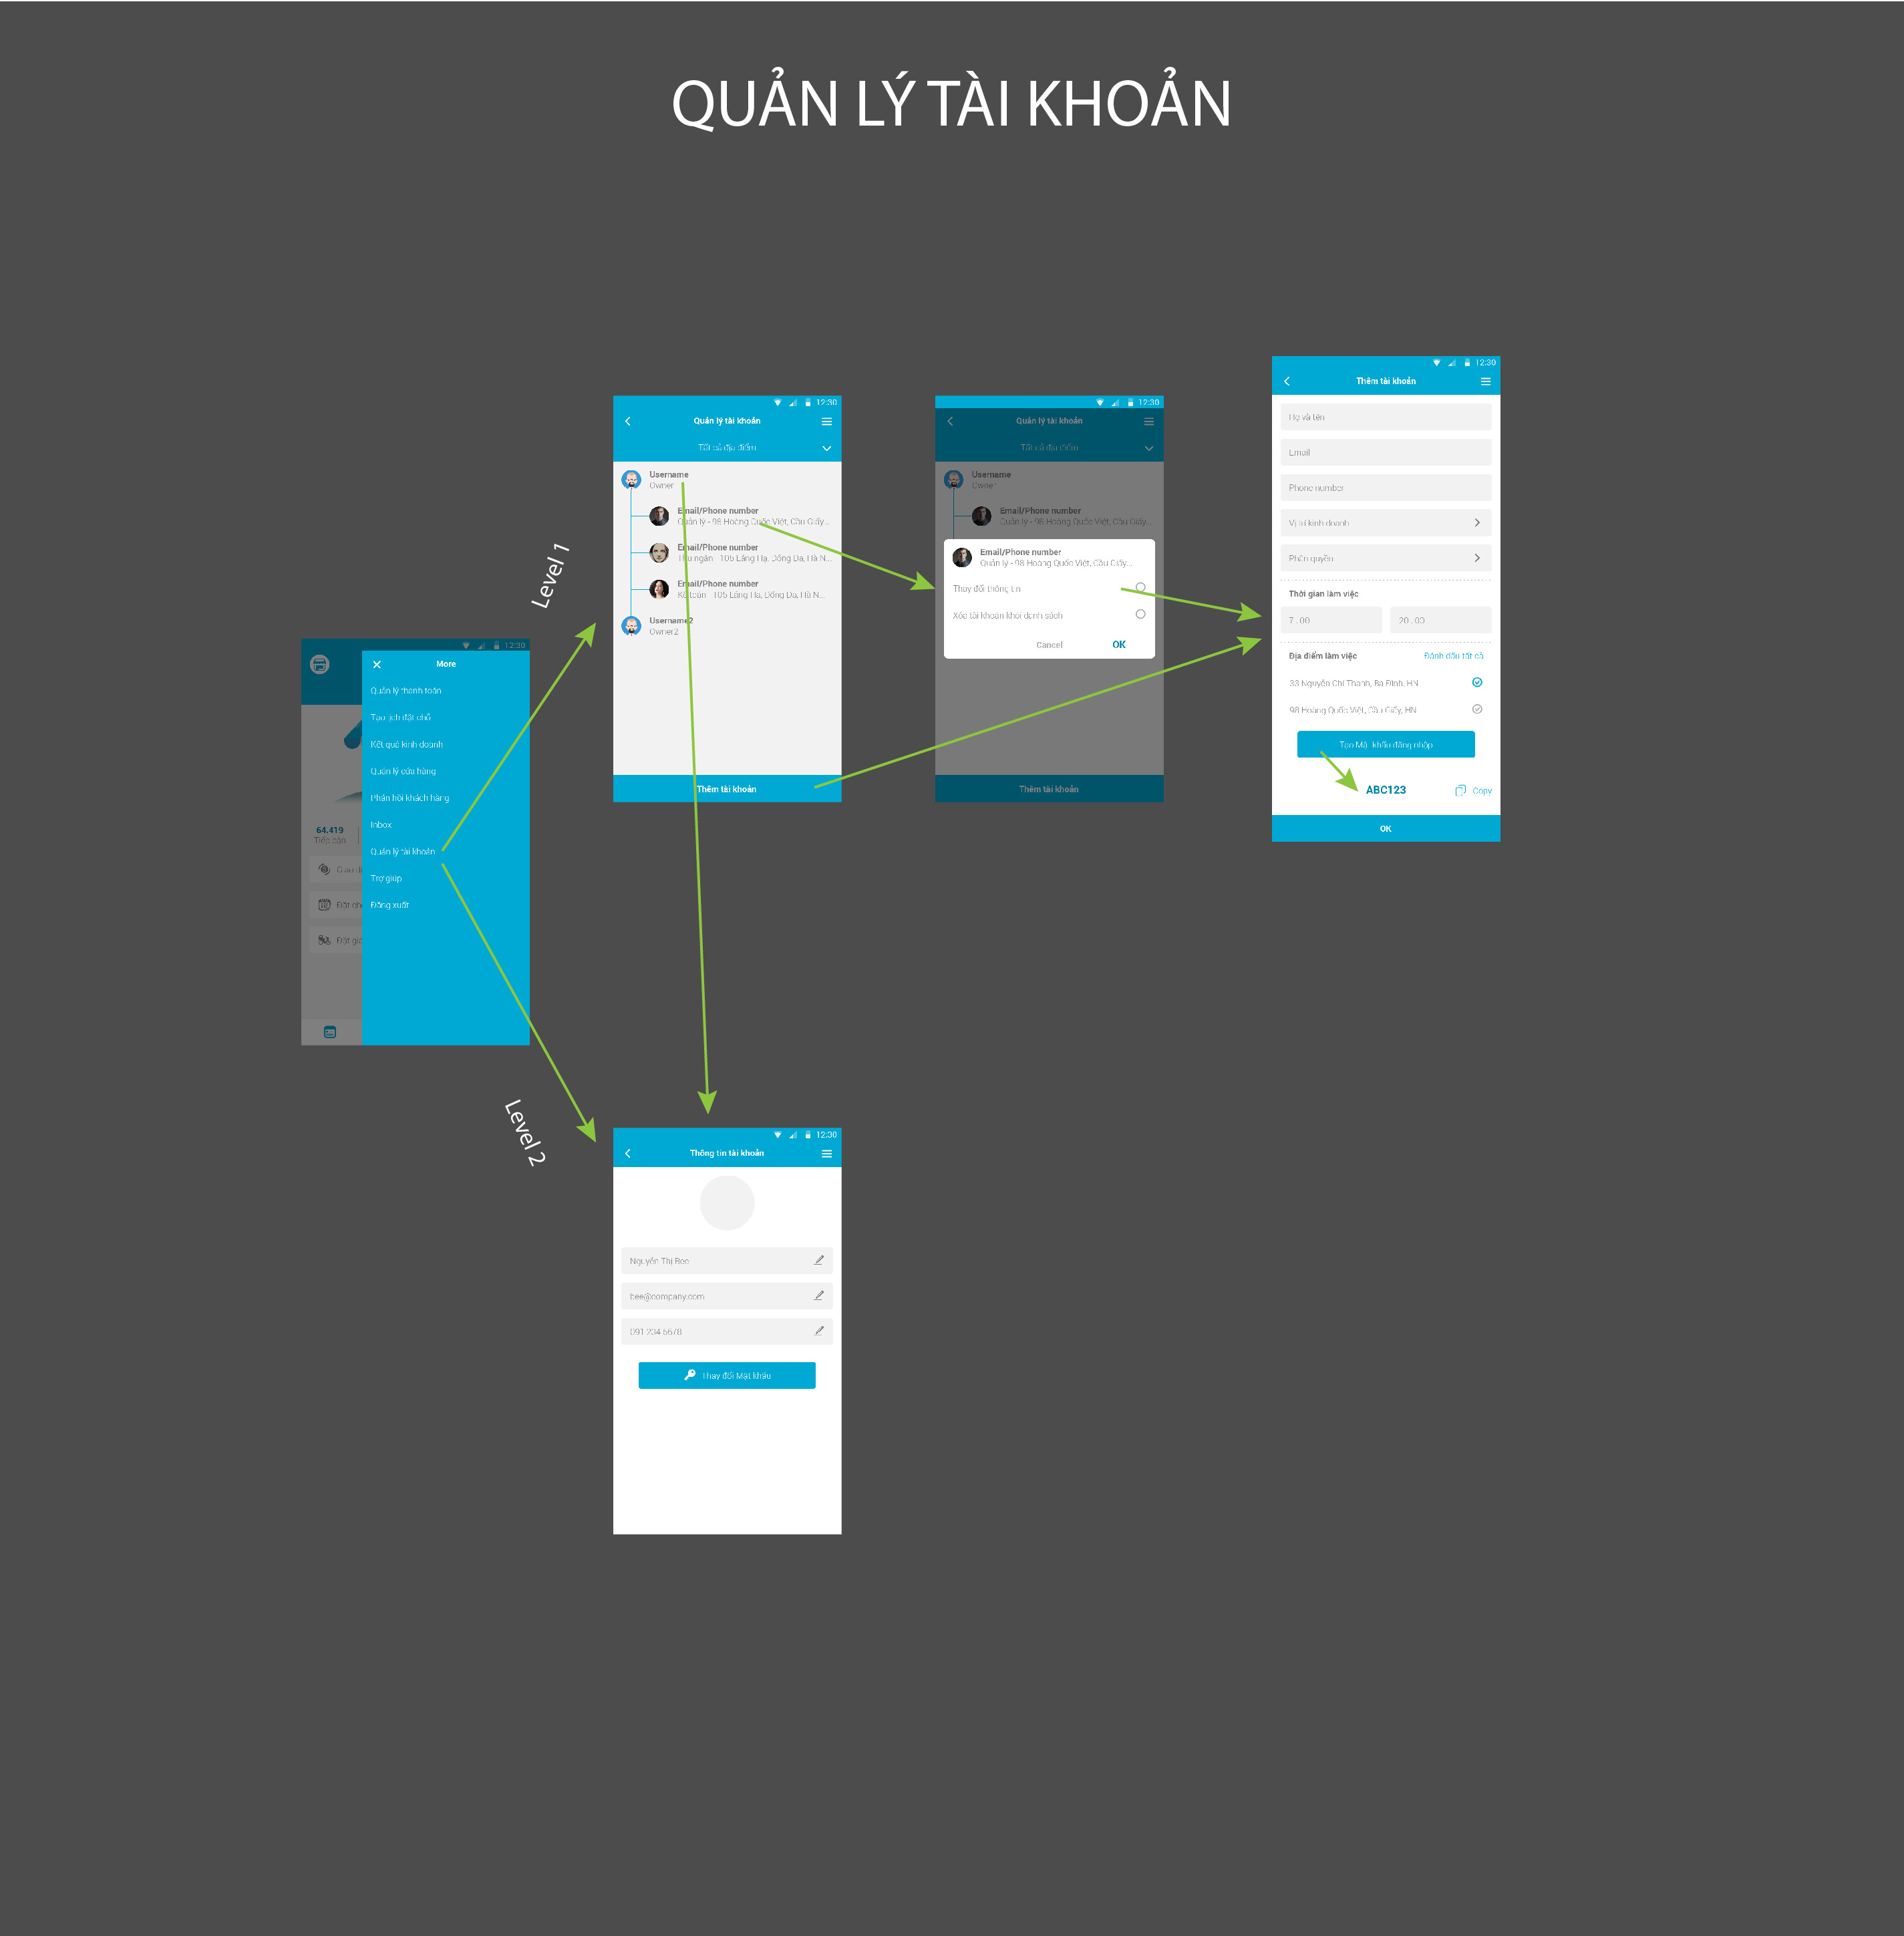 QUẢN LÝ TÀI KHOẢN
12:30
Thêm tài khoản
Họ và tên
Email
Phone number
Vị trí kinh doanh
Phân quyền
Thời gian làm việc
7 . 00
20 . 00
Địa điểm làm việc
Đánh dấu tất cả
33 Nguyễn Chí Thanh, Ba Đình, HN
98 Hoàng Quốc Việt, Cầu Giấy, HN
Tạo Mật khẩu đăng nhập
ABC123
Copy
OK
12:30
Quản lý tài khoản
Tất cả địa điểm
Username
Owner
Email/Phone number
Quản lý - 98 Hoàng Quốc Việt, Cầu Giấy...
Email/Phone number
Thu ngân - 105 Láng Hạ, Đống Đa, Hà N...
Email/Phone number
Kế toán - 105 Láng Hạ, Đống Đa, Hà N...
Username2
Owner2
Thêm tài khoản
12:30
Quản lý tài khoản
Tất cả địa điểm
Username
Owner
Email/Phone number
Quản lý - 98 Hoàng Quốc Việt, Cầu Giấy...
Email/Phone number
Quản lý - 98 Hoàng Quốc Việt, Cầu Giấy...
Thay đổi thông tin
Xóa tài khoản khỏi danh sách
Cancel
OK
Thêm tài khoản
Level 1
12:30
More
Quản lý thanh toán
Tạo lịch đặt chỗ
Kết quả kinh doanh
Quản lý cửa hàng
Phản hồi khách hàng
Inbox
Quản lý tài khoản
Trợ giúp
Đăng xuất
64.419
Tiếp cận
Giao d
Đặt ch
Đặt gi
Level 2
12:30
Thông tin tài khoản
Nguyễn Thị Bee
bee@company.com
091 234 5678
Thay đổi Mật khẩu